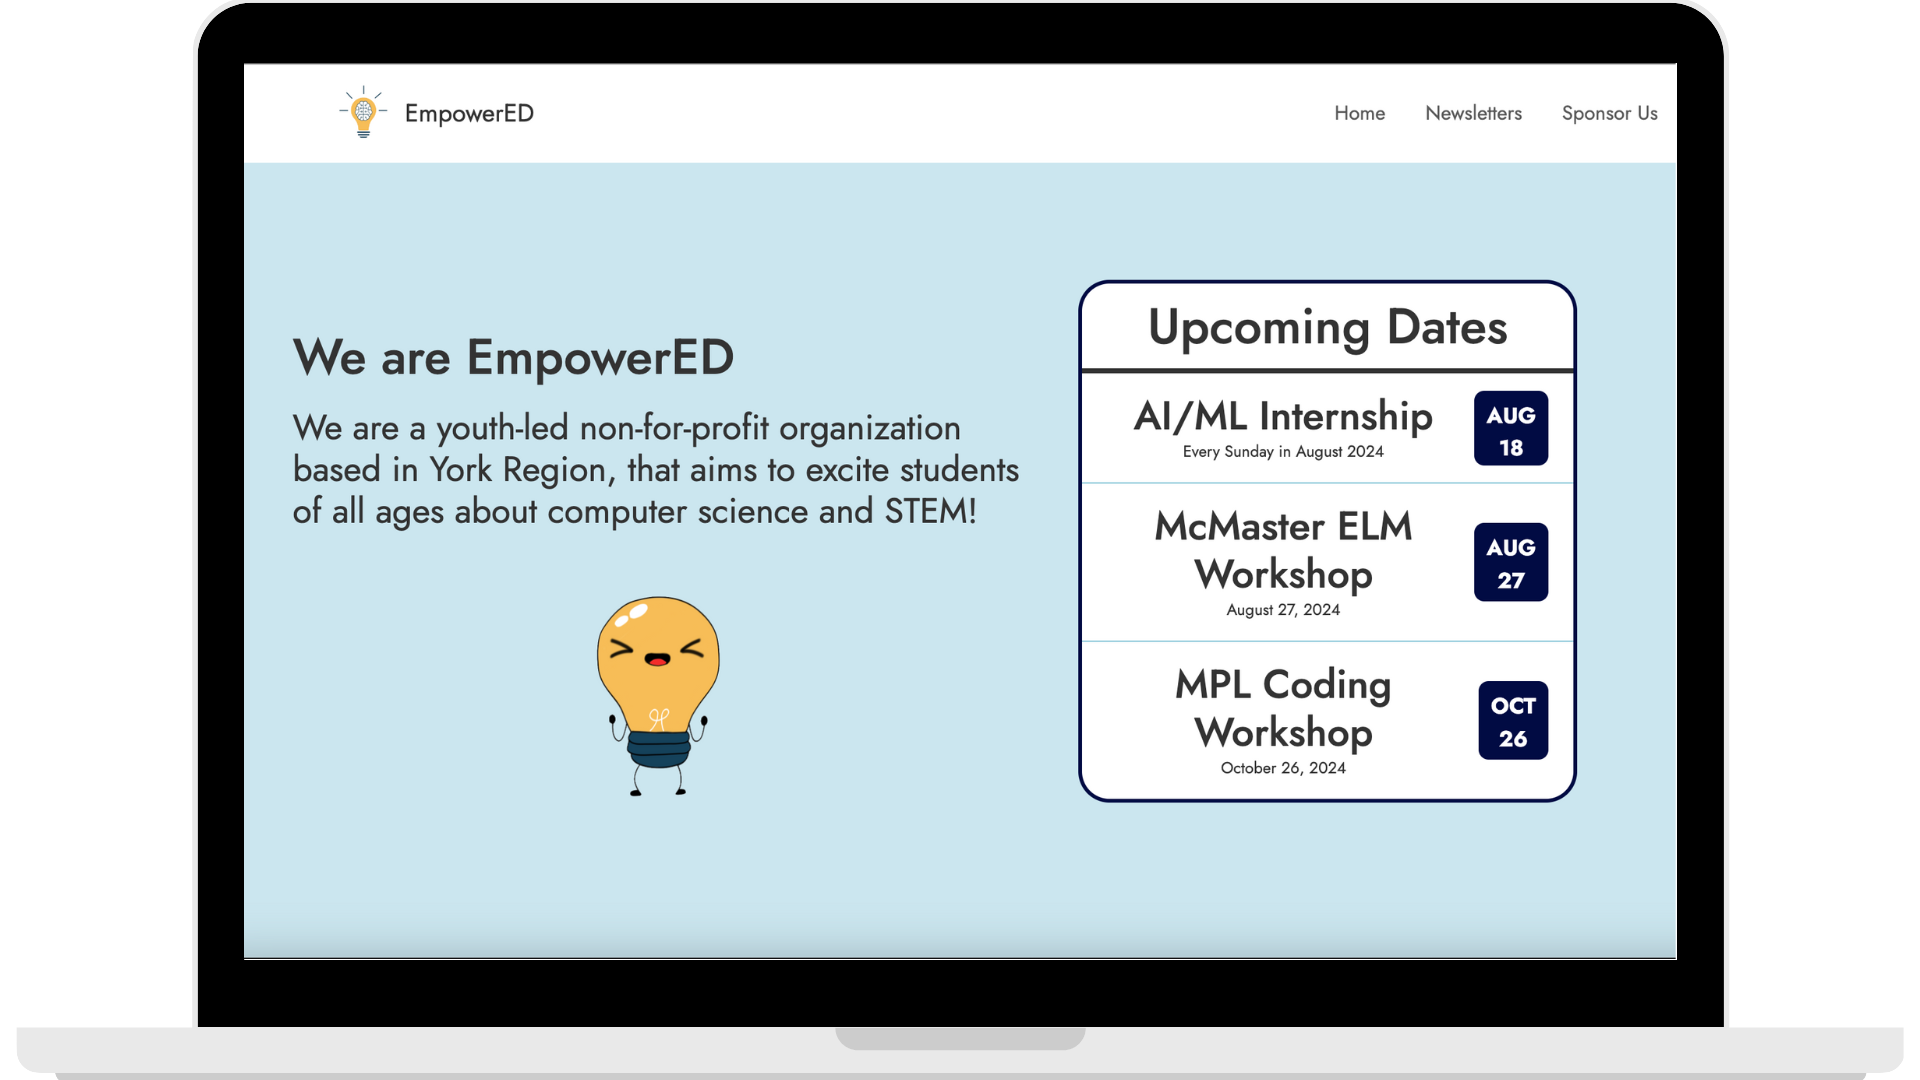 EmpowerED
Home
Newsletters
Sponsor Us
We are EmpowerED
We are a youth-led non-for-profit organization
based in York Region, that aims to excite students
of all ages about computer science and STEM!
Upcoming Dates
AI/ML Internship
Every Sunday in August 2024
AUG
18
McMaster ELM
Workshop
August 27, 2024
AUG
27
MPL Coding
Workshop
October 26, 2024
OCT
26